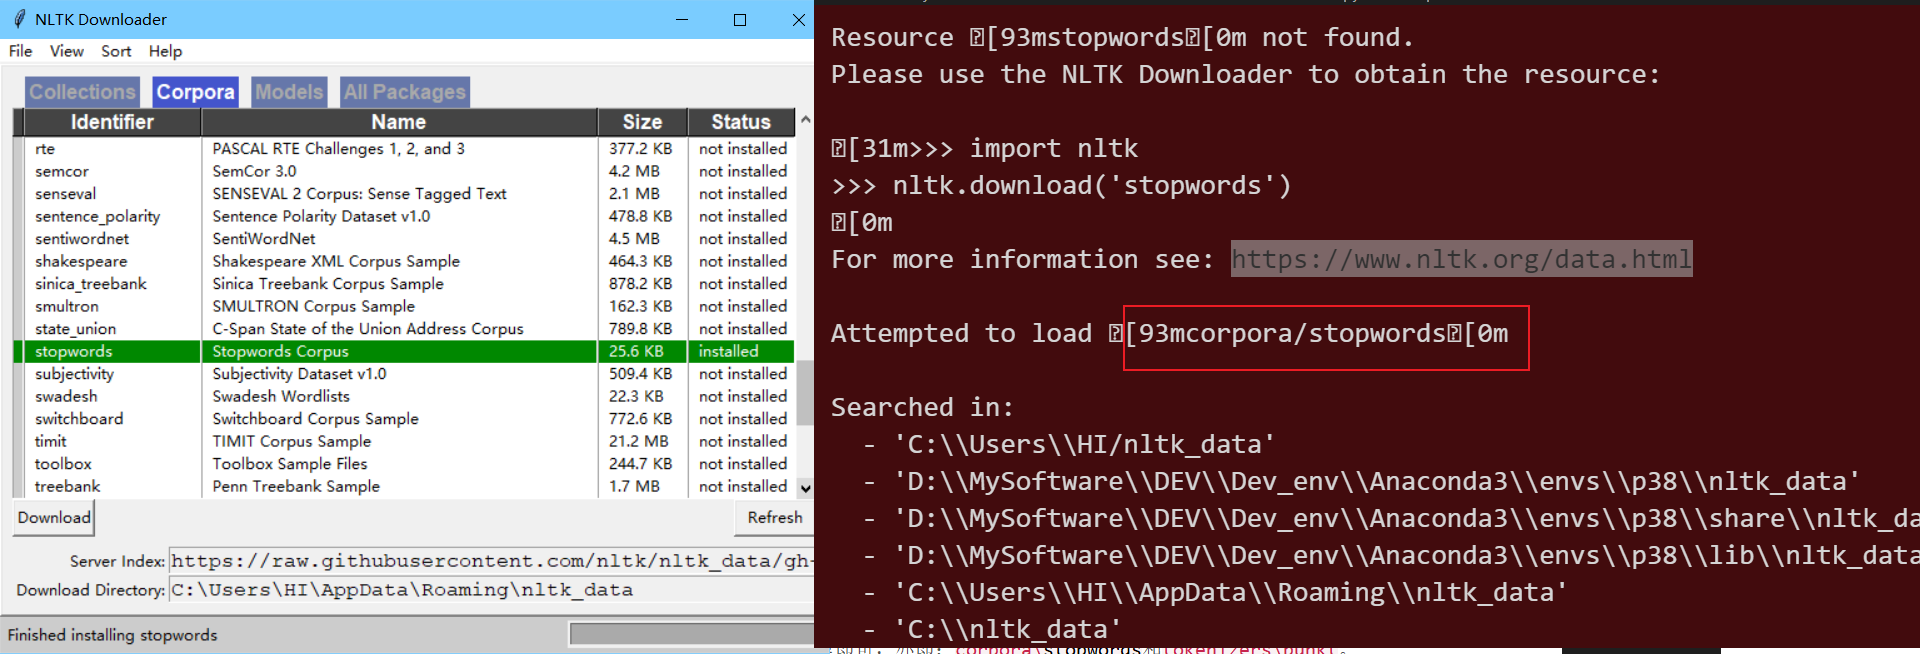 NLTK Downloader
File View Sort Help
Collections Corpora Models All Packages
Identifier Name Size Status
rte PASCAL RTE Challenges 1, 2, and 3 377.2 KB not installed
semcor SemCor 3.0 4.2 MB not installed
senseval SENSEVAL 2 Corpus: Sense Tagged Text 2.1 MB not installed
sentence_polarity Sentence Polarity Dataset v1.0 478.8 KB not installed
sentiwordnet SentiWordNet 4.5 MB not installed
shakespeare Shakespeare XML Corpus Sample 464.3 KB not installed
sinica_treebank Sinica Treebank Corpus Sample 878.2 KB not installed
smultron SMULTRON Corpus Sample 162.3 KB not installed
state_union C-Span State of the Union Address Corpus 789.8 KB not installed
stopwords Stopwords Corpus 25.6 KB installed
subjectivity Subjectivity Dataset v1.0 509.4 KB not installed
swadesh Swadesh Wordlists 22.3 KB not installed
switchboard Switchboard Corpus Sample 772.6 KB not installed
timit TIMIT Corpus Sample 21.2 MB not installed
toolbox Toolbox Sample Files 244.7 KB not installed
treebank Penn Treebank Sample 1.7 MB not installed
Download Refresh
Server Index: https://raw.githubusercontent.com/nltk/nltk_data/gh-
Download Directory: C:\Users\HI\AppData\Roaming\nltk_data
Finished installing stopwords
Resource [93mstopwords[0m not found.
Please use the NLTK Downloader to obtain the resource:
[31m>>> import nltk
>>> nltk.download('stopwords')
[0m
For more information see: https://www.nltk.org/data.html
Attempted to load [93mcorpora/stopwords[0m
Searched in:
- 'C:\\Users\\HI/nltk_data'
- 'D:\\MySoftware\\DEV\\Dev_env\\Anaconda3\\envs\\p38\\nltk_data'
- 'D:\\MySoftware\\DEV\\Dev_env\\Anaconda3\\envs\\p38\\share\\nltk_da
- 'D:\\MySoftware\\DEV\\Dev_env\\Anaconda3\\envs\\p38\\lib\\nltk_data
- 'C:\\Users\\HI\\AppData\\Roaming\\nltk_data'
- 'C:\\nltk_data'
corpora\stopwords tokenizers\punkt